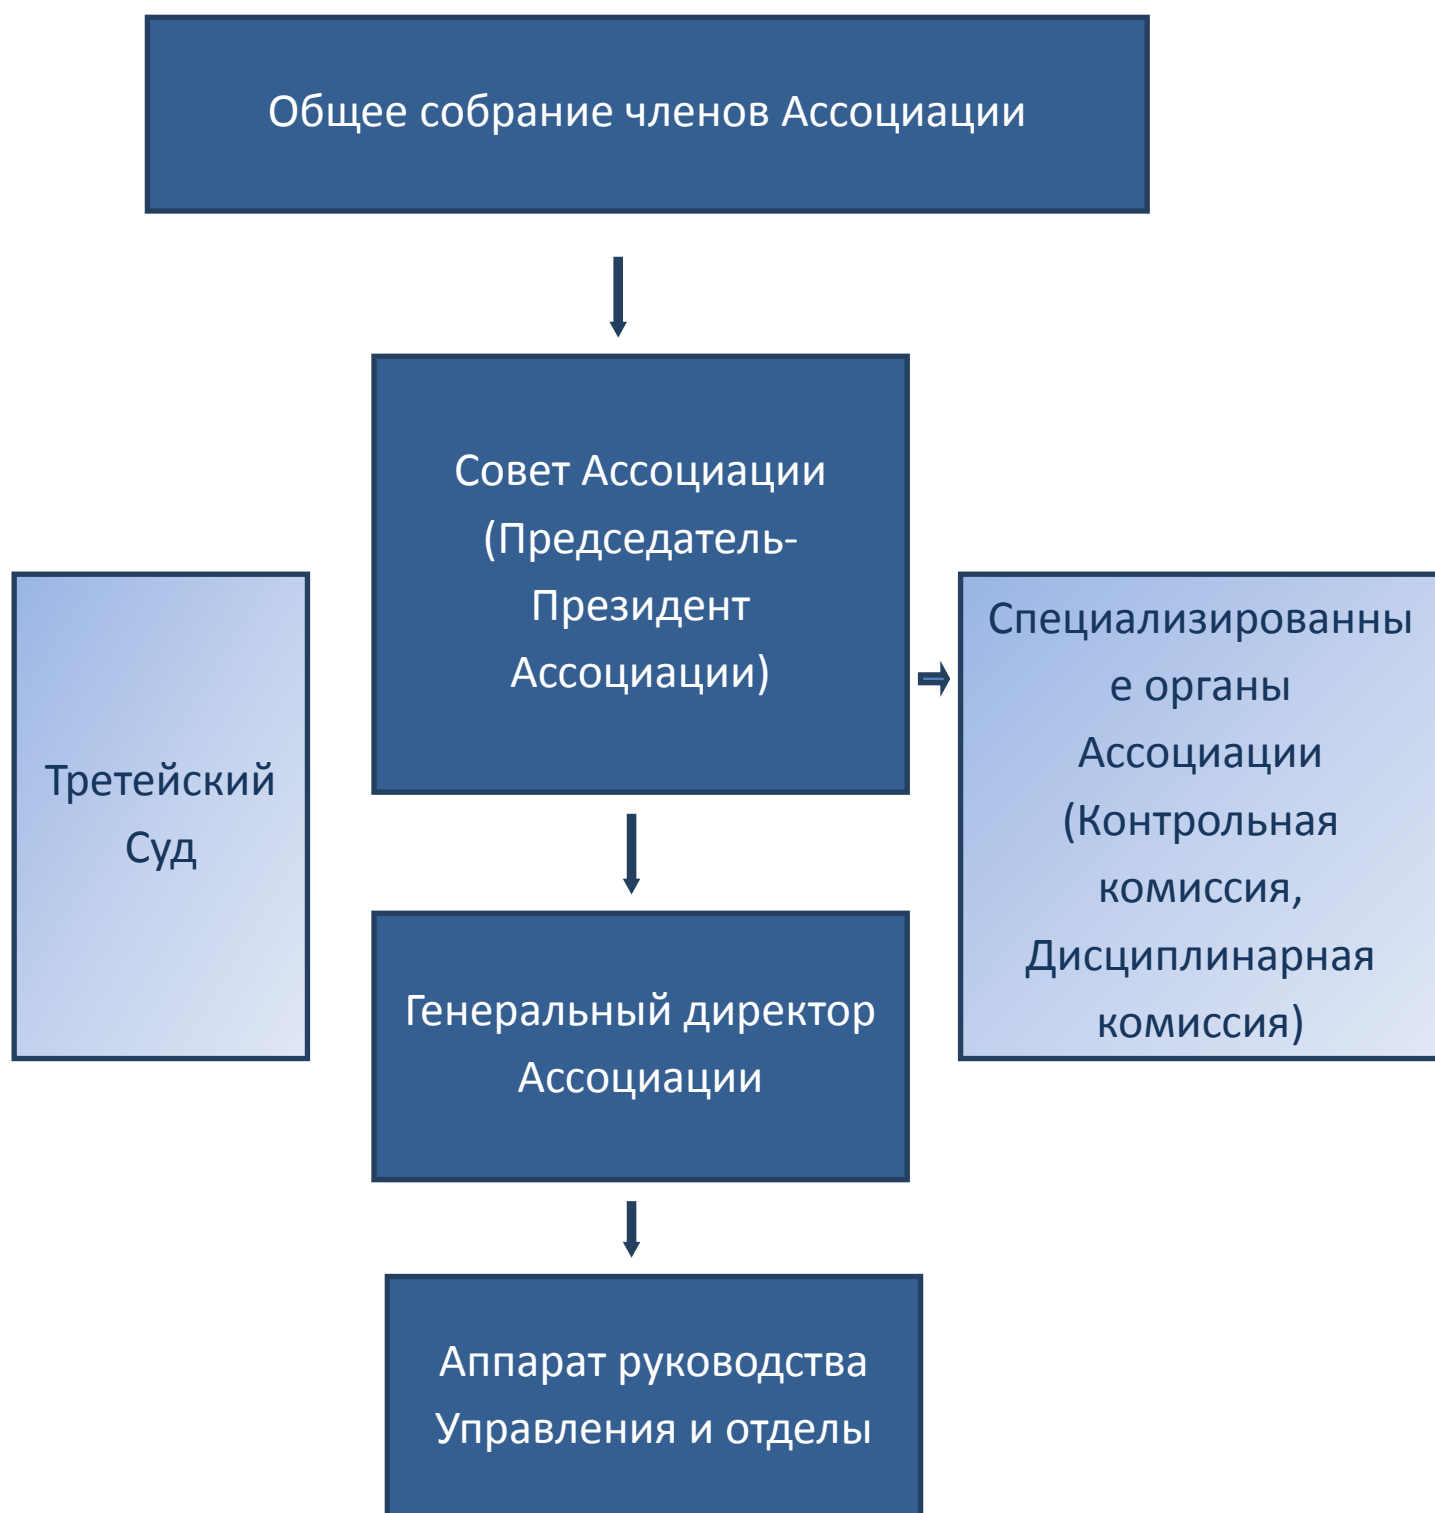 Общее собрание членов Ассоциации
Совет Ассоциации
(Председатель-
Президент
Ассоциации)
Третейский
Суд
Специализированны
е органы
Ассоциации
(Контрольная
комиссия,
Дисциплинарная
комиссия)
Генеральный директор
Ассоциации
Аппарат руководства
Управления и отделы